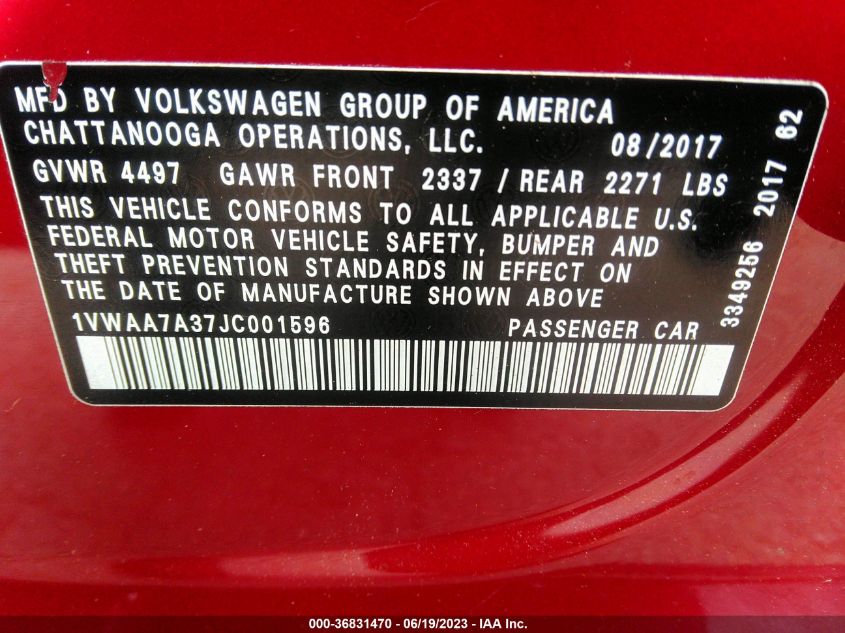 MFD BY VOLKSWAGEN GROUP OF AMERICA
CHATTANOOGA OPERATIONS, LLC. 08/2017
GVWR 4497 GAWR FRONT 2337 / REAR 2271 LBS
THIS VEHICLE CONFORMS TO ALL APPLICABLE U.S.
FEDERAL MOTOR VEHICLE SAFETY, BUMPER AND
THEFT PREVENTION STANDARDS IN EFFECT ON
THE DATE OF MANUFACTURE SHOWN ABOVE
1VWAA7A37JC001596 PASSENGER CAR
3349256 2017 62
000-36831470 - 06/19/2023 - IAA Inc.